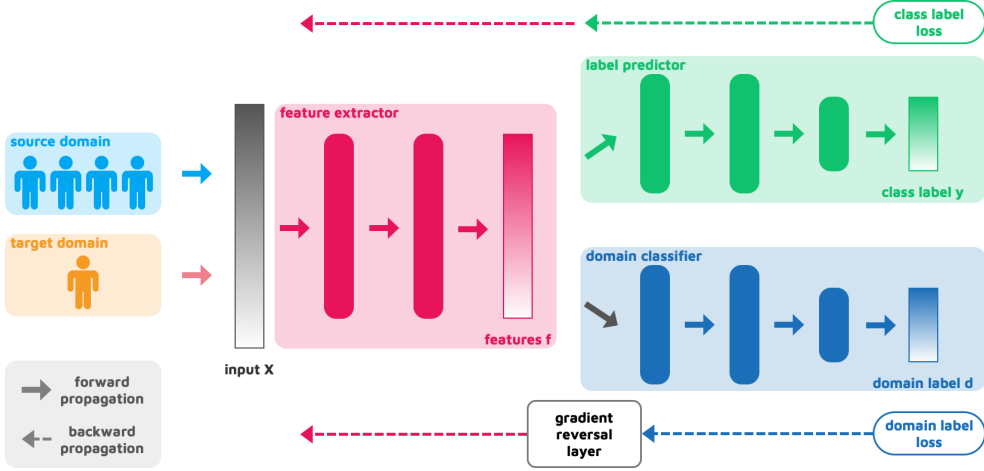 class label
loss
label predictor
feature extractor
source domain
class label y
target domain
domain classifier
features f
input X
forward
propagation
domain label d
backward
propagation
gradient
reversal
layer
domain label
loss